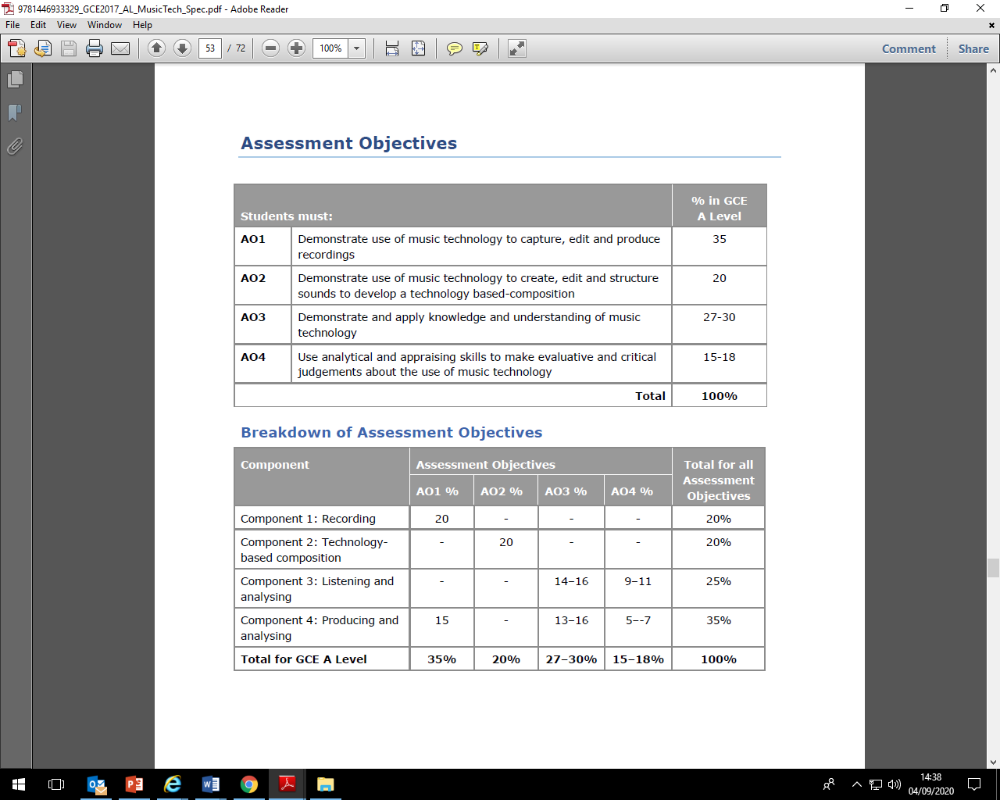 9781446933329_GCE2017_AL_MusicTech_Spec.pdf - Adobe Reader
File Edit View Window Help
53 / 72 100% Comment Share
Assessment Objectives
Students must: % in GCE A Level
AO1 Demonstrate use of music technology to capture, edit and produce 35
recordings
AO2 Demonstrate use of music technology to create, edit and structure 20
sounds to develop a technology based-composition
AO3 Demonstrate and apply knowledge and understanding of music 27-30
technology
AO4 Use analytical and appraising skills to make evaluative and critical 15-18
judgements about the use of music technology
Total 100%
Breakdown of Assessment Objectives
Component Assessment Objectives Total for all Assessment Objectives
AO1 % AO2 % AO3 % AO4 %
Component 1: Recording 20 - - - 20%
Component 2: Technology- - 20 - - 20%
based composition
Component 3: Listening and - - 14–16 9–11 25%
analysing
Component 4: Producing and 15 - 13–16 5–-7 35%
analysing
Total for GCE A Level 35% 20% 27–30% 15–18% 100%
14:38
04/09/2020